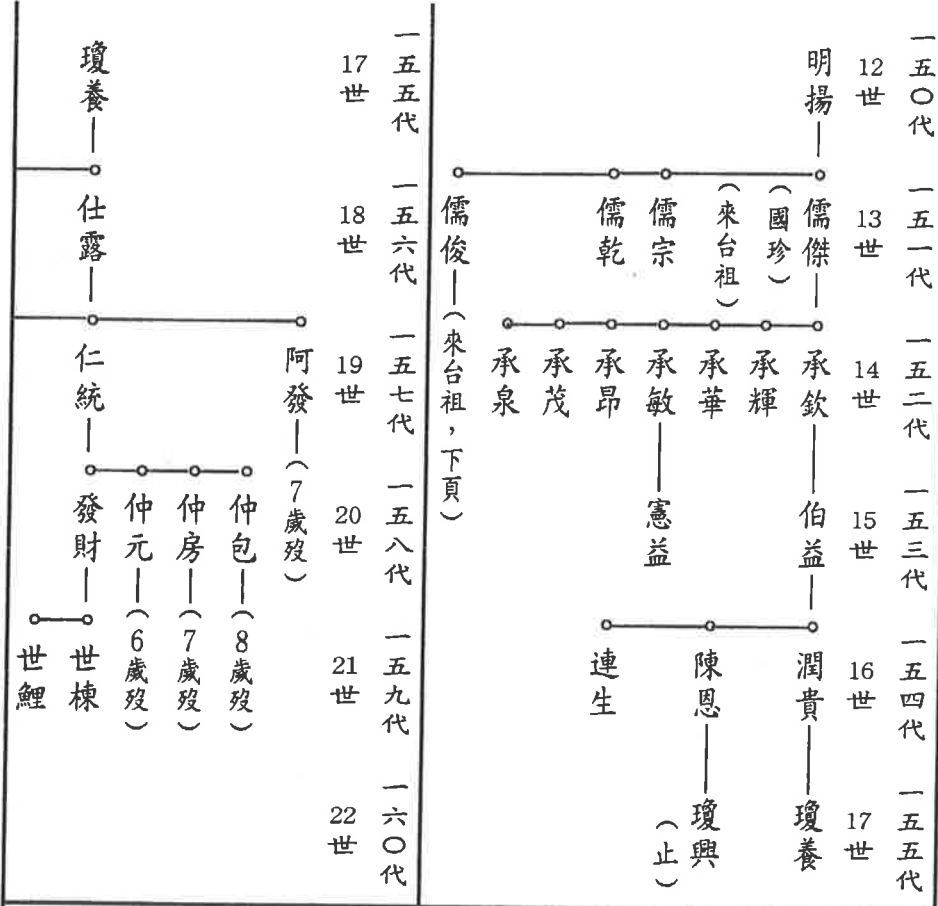 一五〇代
12世
明揚
一五一代
13世
儒傑
(國珍)
(來台祖)
儒宗
儒乾
儒俊
(來台祖,下頁)
一五二代
14世
承欽
承輝
承華
承敏
承昂
承茂
承泉
一五三代
15世
伯益
憲益
一五四代
16世
潤貴
陳恩
連生
一五五代
17世
瓊養
瓊興
(止)
一五五代
17世
瓊養
一五六代
18世
仕露
一五七代
19世
阿發
(7歲歿)
仁統
一五八代
20世
仲包
(8歲歿)
仲房
(7歲歿)
仲元
(6歲歿)
發財
一五九代
21世
世棟
世鯉
一六〇代
22世